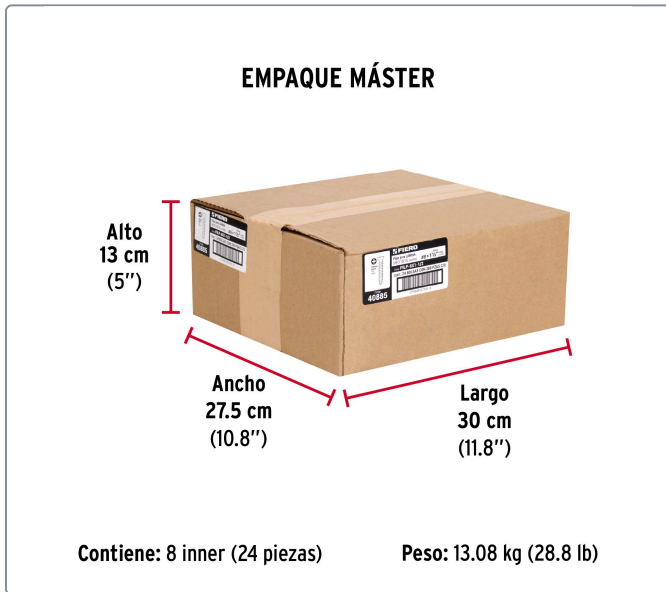 EMPAQUE MÁSTER
Alto
13 cm
(5’’)
FIERO
40885
FIERO
40885
Ancho
27.5 cm
(10.8’’)
Largo
30 cm
(11.8’’)
Contiene: 8 inner (24 piezas)
Peso: 13.08 kg (28.8 lb)